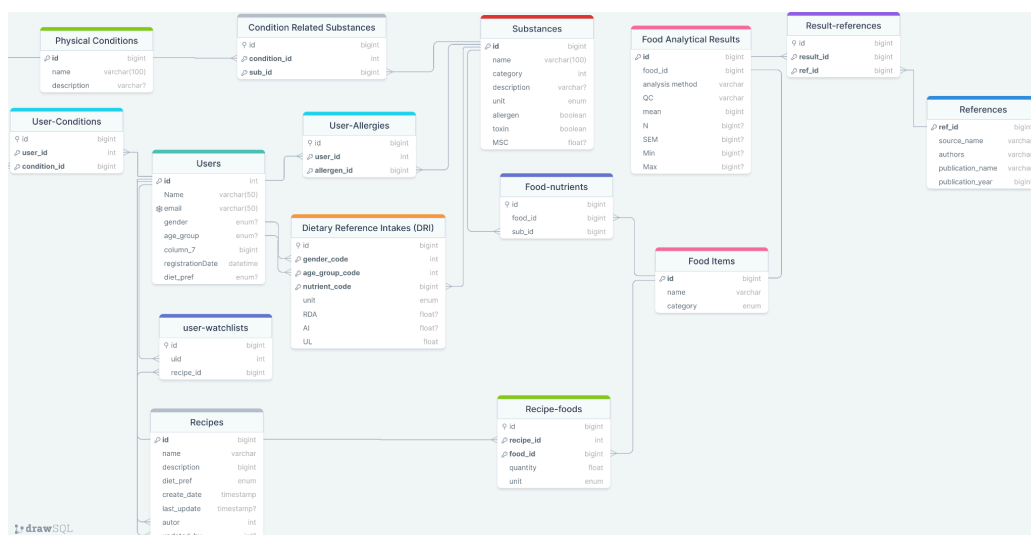 Physical Conditions
id bigint
name varchar(100)
description varchar?
Condition Related Substances
id bigint
condition_id int
sub_id bigint
Substances
id bigint
name varchar(100)
category int
description varchar?
unit enum
allergen boolean
toxin boolean
MSC float?
Food Analytical Results
id bigint
food_id bigint
analysis method varchar
QC varchar
mean bigint
N bigint?
SEM bigint?
Min bigint?
Max bigint?
Result-references
id bigint
result_id bigint
ref_id bigint
References
ref_id bigint
source_name varchar
authors varchar
publication_name varchar
publication_year bigint
User-Conditions
id bigint
user_id int
condition_id bigint
Users
id int
Name varchar(50)
email varchar(50)
gender enum?
age_group enum?
column_7 bigint
registrationDate datetime
diet_pref enum?
User-Allergies
id bigint
user_id int
allergen_id bigint
Dietary Reference Intakes (DRI)
id bigint
gender_code int
age_group_code int
nutrient_code bigint
unit enum
RDA float?
AI float?
UL float
Food-nutrients
id bigint
food_id bigint
sub_id bigint
Food Items
id bigint
name varchar
category enum
user-watchlists
id bigint
uid int
recipe_id bigint
Recipes
id bigint
name varchar
description bigint
diet_pref enum
create_date timestamp
last_update timestamp?
autor int
Recipe-foods
id bigint
recipe_id int
food_id bigint
quantity float
unit enum
drawSQL